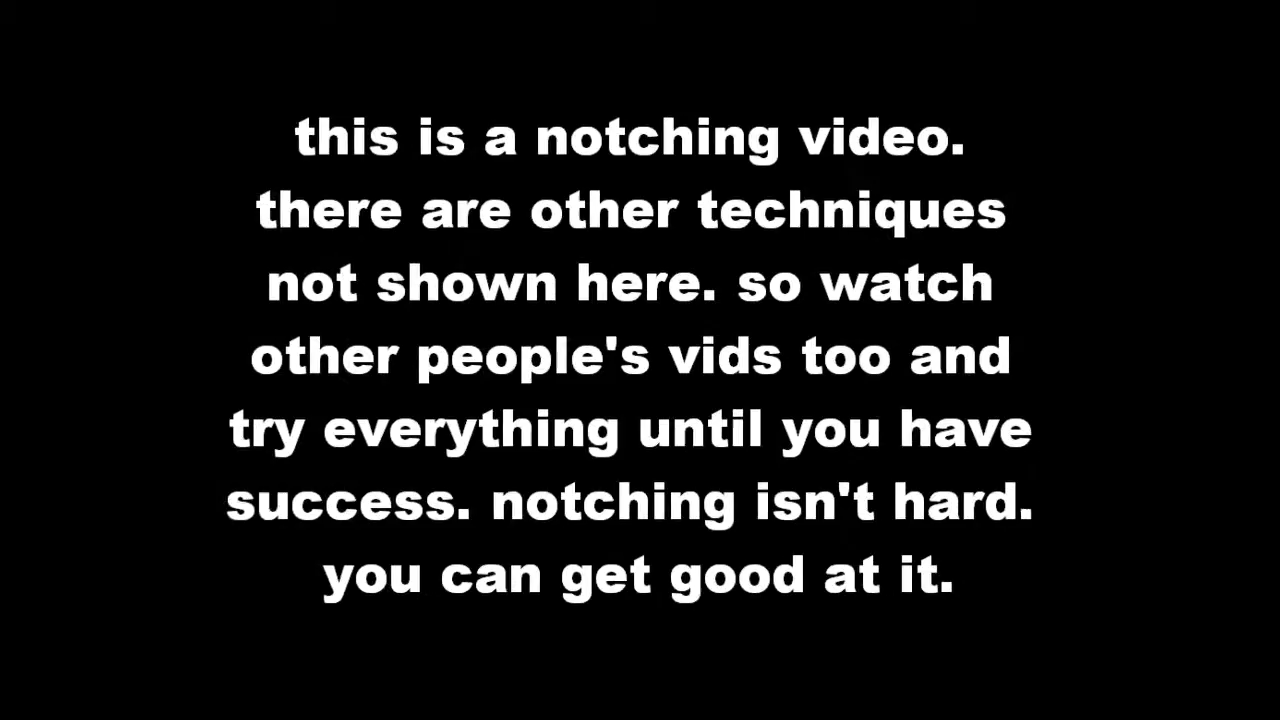 this is a notching video.
there are other techniques
not shown here. so watch
other people's vids too and
try everything until you have
success. notching isn't hard.
you can get good at it.